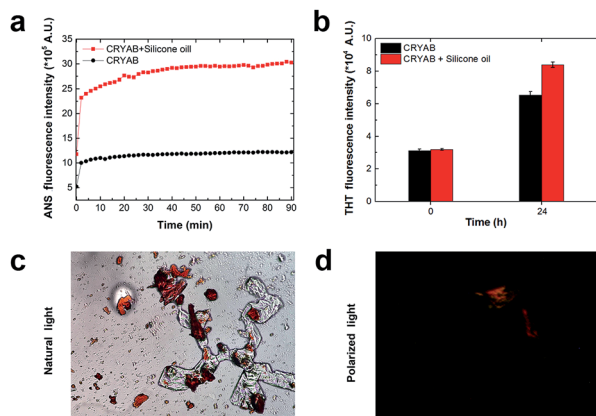 a
ANS fluorescence intensity (*10⁵ A.U.)
35
30
25
20
15
10
5
CRYAB+Silicone oill
CRYAB
0 10 20 30 40 50 60 70 80 90
Time (min)
b
THT fluorescence intensity (*10⁴ A.U.)
10
8
6
4
2
0
CRYAB
CRYAB + Silicone oil
0 24
Time (h)
c
Natural light
d
Polarized light